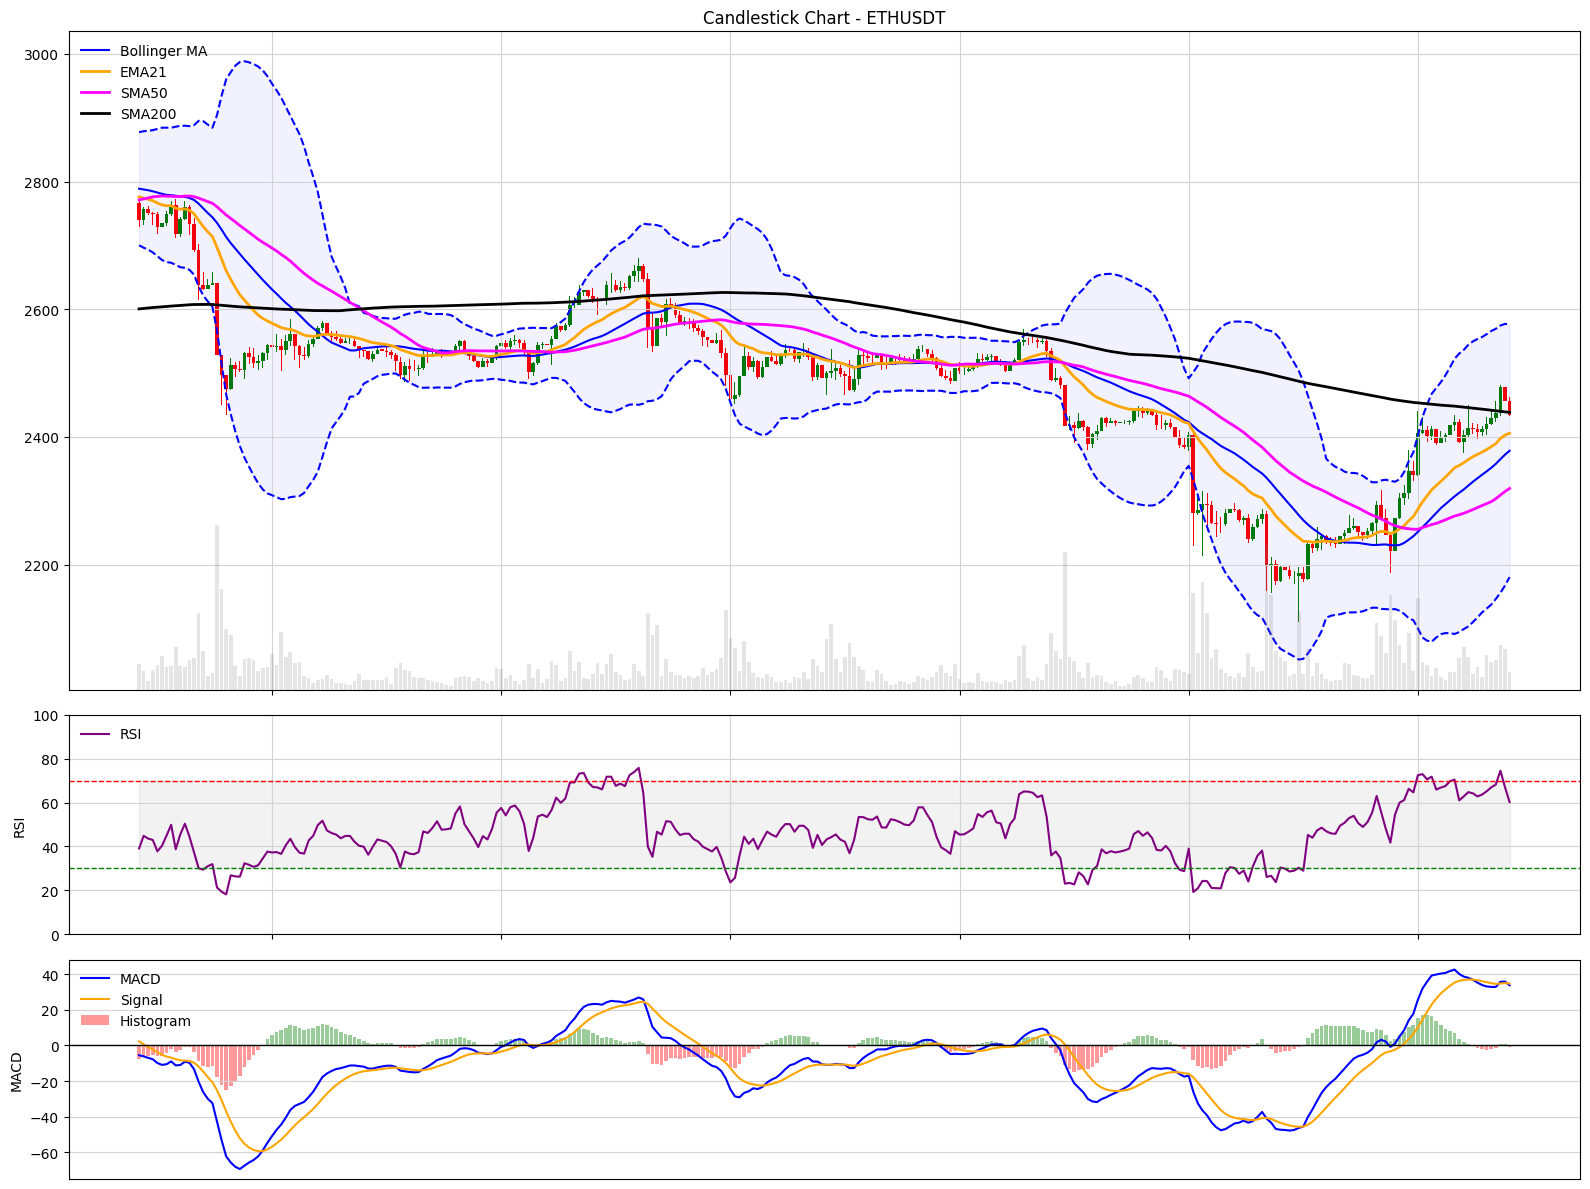 Candlestick Chart - ETHUSDT
Bollinger MA
EMA21
SMA50
SMA200
3000
2800
2600
2400
2200
RSI
100
80
60
40
20
0
RSI
MACD
Signal
Histogram
40
20
0
−20
−40
−60
MACD